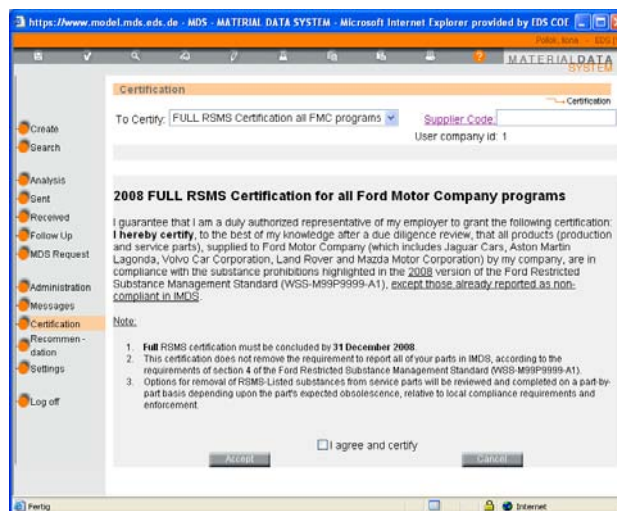 https://www.model.mds.eds.de - MDS - MATERIAL DATA SYSTEM - Microsoft Internet Explorer provided by EDS COE
MATERIALDATA
SYSTEM
Certification
Certification
To Certify: FULL RSMS Certification all FMC programs
Supplier Code:
User company id: 1
Create
Search
Analysis
Sent
Received
Follow Up
MDS Request
Administration
Messages
Certification
Recommen-
dation
Settings
Log off
2008 FULL RSMS Certification for all Ford Motor Company programs
I guarantee that I am a duly authorized representative of my employer to grant the following certification:
I hereby certify, to the best of my knowledge after a due diligence review, that all products (production
and service parts), supplied to Ford Motor Company (which includes Jaguar Cars, Aston Martin
Lagonda, Volvo Car Corporation, Land Rover and Mazda Motor Corporation) by my company, are in
compliance with the substance prohibitions highlighted in the 2008 version of the Ford Restricted
Substance Management Standard (WSS-M99P9999-A1), except those already reported as non-
compliant in IMDS.
Note:
1. Full RSMS certification must be concluded by 31 December 2008.
2. This certification does not remove the requirement to report all of your parts in IMDS, according to the
requirements of section 4 of the Ford Restricted Substance Management Standard (WSS-M99P9999-A1).
3. Options for removal of RSMS-Listed substances from service parts will be reviewed and completed on a part-by-
part basis depending upon the part's expected obsolescence, relative to local compliance requirements and
enforcement.
I agree and certify
Accept
Cancel
Fertig
Internet